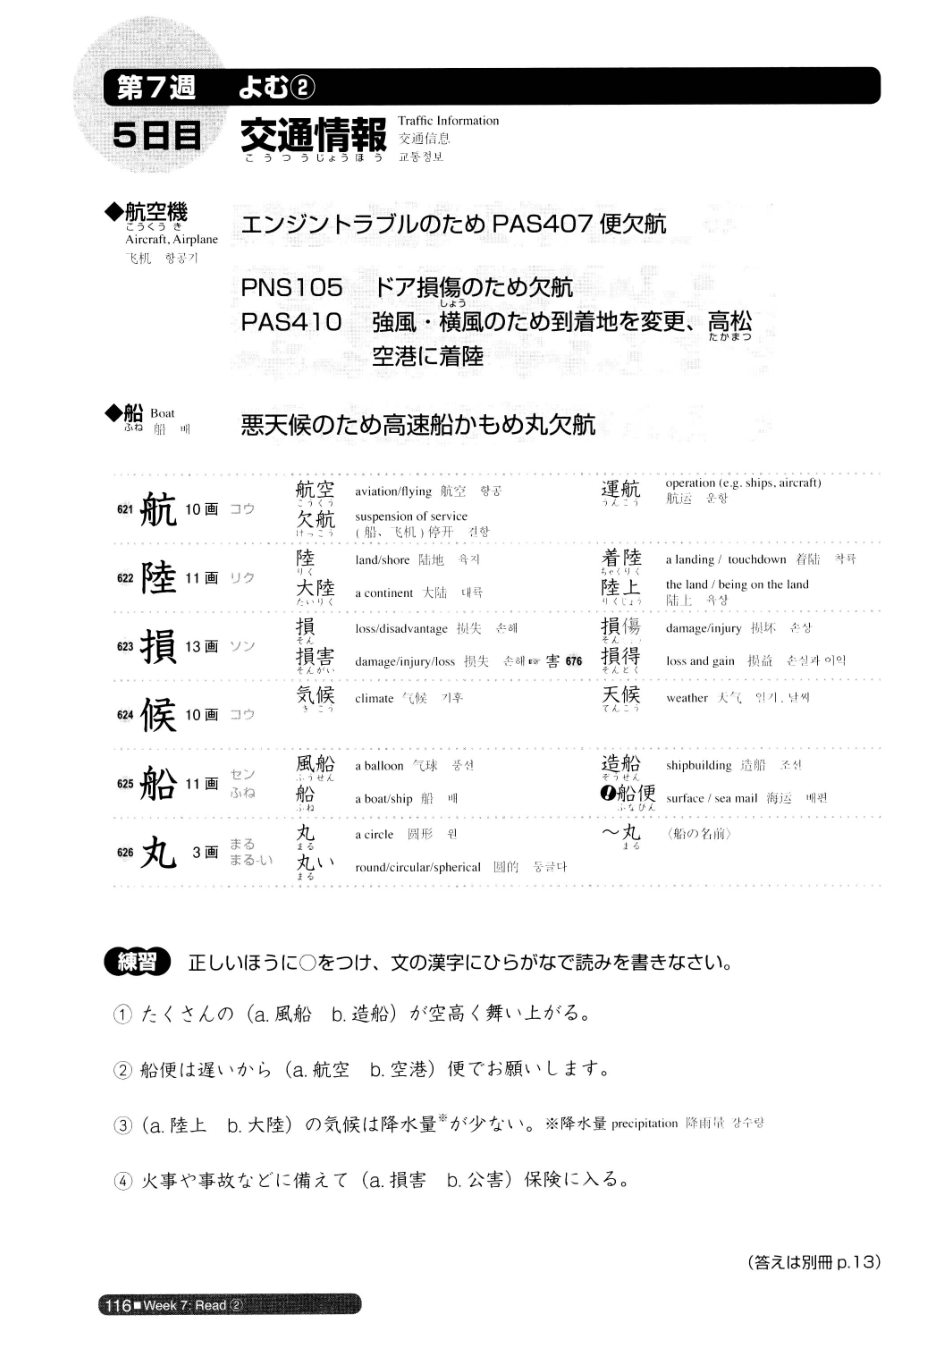 第7週 よむ②
5日目 交通情報 Traffic Information
こうつうじょうほう 交通信息
교통정보
◆航空機
こうくうき
Aircraft, Airplane
飞机 항공기
エンジントラブルのため PAS407 便欠航
PNS105 ドア損傷のため欠航
しょう
PAS410 強風・横風のため到着地を変更、高松
たかまつ
空港に着陸
◆船 Boat
ふね 船 배
悪天候のため高速船かもめ丸欠航
621 航 10画 コウ
航空 aviation/flying 航空 항공
こうくう
欠航 suspension of service
けっこう (船、飞机)停开 결항
運航 operation (e.g. ships, aircraft)
うんこう 航运 운항
622 陸 11画 リク
陸 land/shore 陆地 육지
りく
大陸 a continent 大陆 대륙
たいりく
着陸 a landing / touchdown 着陆 착륙
ちゃくりく
陸上 the land / being on the land
りくじょう 陆上 육상
623 損 13画 ソン
損 loss/disadvantage 损失 손해
そん
損害 damage/injury/loss 损失 손해 ☞ 害 676
そんがい
損傷 damage/injury 损坏 손상
そん
損得 loss and gain 损益 손실과 이익
そんとく
624 候 10画 コウ
気候 climate 气候 기후
きこう
天候 weather 天气 일기, 날씨
てんこう
625 船 11画 セン ふね
風船 a balloon 气球 풍선
ふうせん
船 a boat/ship 船 배
ふね
造船 shipbuilding 造船 조선
ぞうせん
❗船便 surface / sea mail 海运 배편
ふなびん
626 丸 3画 まる まる-い
丸 a circle 圆形 원
まる
丸い round/circular/spherical 圆的 둥글다
まる
〜丸 〈船の名前〉
まる
練習 正しいほうに○をつけ、文の漢字にひらがなで読みを書きなさい。
① たくさんの（a. 風船 b. 造船）が空高く舞い上がる。
② 船便は遅いから（a. 航空 b. 空港）便でお願いします。
③（a. 陸上 b. 大陸）の気候は降水量※が少ない。※降水量 precipitation 降雨量 강수량
④ 火事や事故などに備えて（a. 損害 b. 公害）保険に入る。
（答えは別冊 p.13）
116 ■ Week 7: Read ②